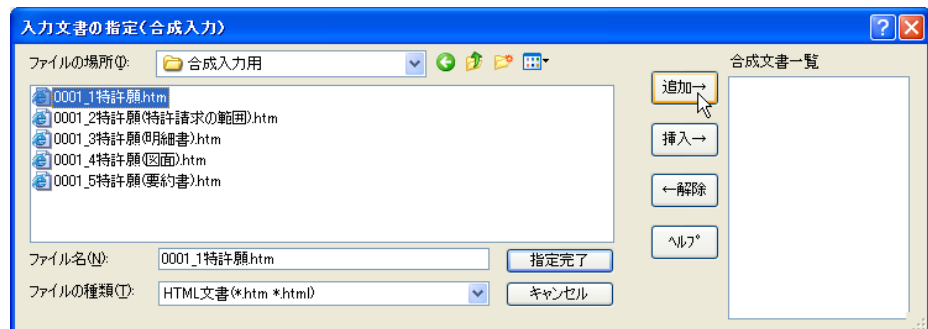 入力文書の指定(合成入力)
ファイルの場所(I):
合成入力用
合成文書一覧
0001_1特許願.htm
0001_2特許願(特許請求の範囲).htm
0001_3特許願(明細書).htm
0001_4特許願(図面).htm
0001_5特許願(要約書).htm
追加→
挿入→
←解除
ヘルプ
ファイル名(N):
0001_1特許願.htm
指定完了
ファイルの種類(T):
HTML文書(*.htm *.html)
キャンセル